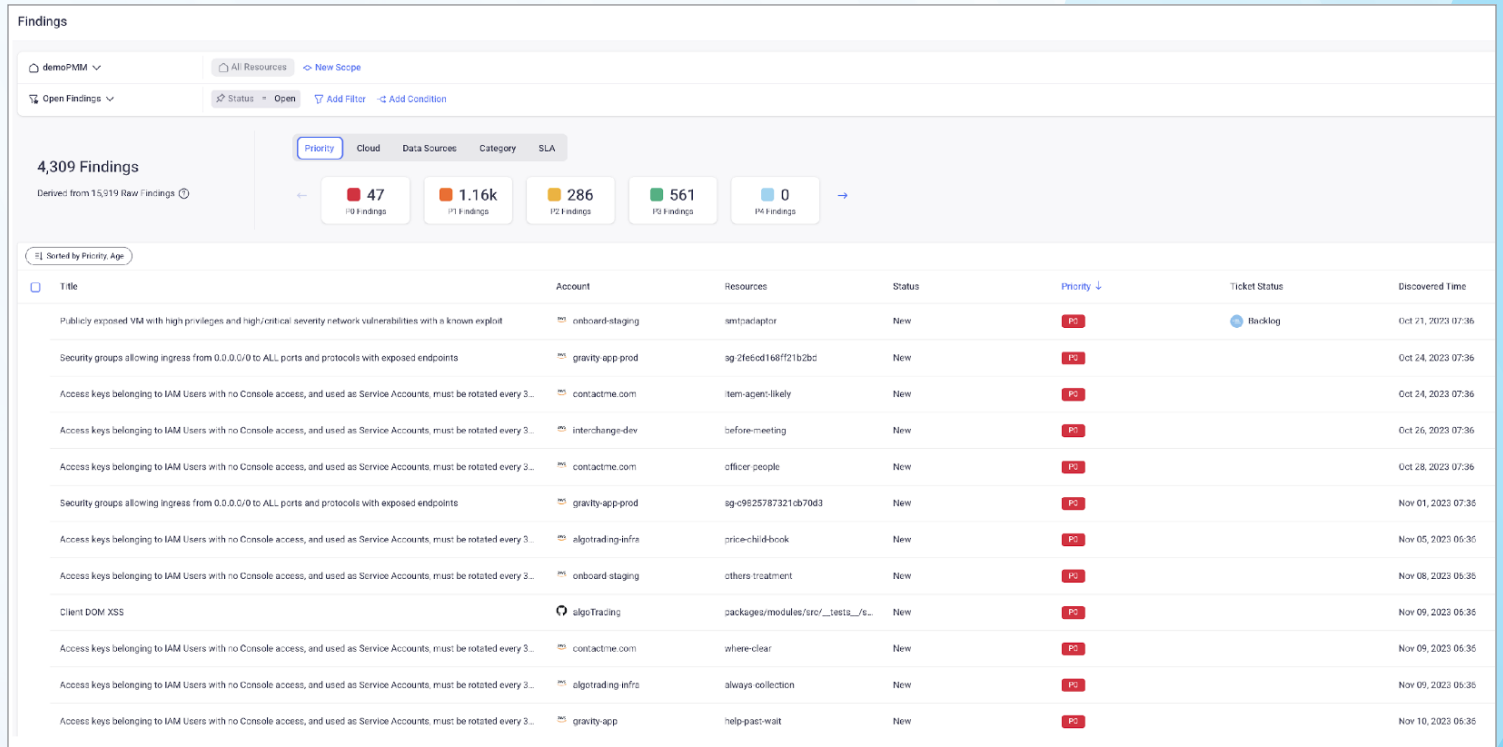 Findings
demoPMM
All Resources New Scope
Open Findings
Status = Open Add Filter Add Condition
Priority Cloud Data Sources Category SLA
4,309 Findings
Derived from 15,919 Raw Findings
47 1.16k 286 561 0
P0 Findings P1 Findings P2 Findings P3 Findings P4 Findings
Sorted by Priority, Age
Title Account Resources Status Priority Ticket Status Discovered Time
Publicly exposed VM with high privileges and high/critical severity network vulnerabilities with a known exploit aws onboard-staging smtpadaptor New P0 Backlog Oct 21, 2023 07:36
Security groups allowing ingress from 0.0.0.0/0 to ALL ports and protocols with exposed endpoints aws gravity-app-prod sg-2fe6cd168ff21b2bd New P0 Oct 24, 2023 07:36
Access keys belonging to IAM Users with no Console access, and used as Service Accounts, must be rotated every 3... aws contactme.com item-agent-likely New P0 Oct 24, 2023 07:36
Access keys belonging to IAM Users with no Console access, and used as Service Accounts, must be rotated every 3... aws interchange-dev before-meeting New P0 Oct 26, 2023 07:36
Access keys belonging to IAM Users with no Console access, and used as Service Accounts, must be rotated every 3... aws contactme.com officer-people New P0 Oct 28, 2023 07:36
Security groups allowing ingress from 0.0.0.0/0 to ALL ports and protocols with exposed endpoints aws gravity-app-prod sg-c9825787321cb70d3 New P0 Nov 01, 2023 07:36
Access keys belonging to IAM Users with no Console access, and used as Service Accounts, must be rotated every 3... aws algotrading-infra price-child-book New P0 Nov 05, 2023 06:36
Access keys belonging to IAM Users with no Console access, and used as Service Accounts, must be rotated every 3... aws onboard-staging others-treatment New P0 Nov 08, 2023 06:36
Client DOM XSS algoTrading packages/modules/src/__tests__/s... New P0 Nov 09, 2023 06:36
Access keys belonging to IAM Users with no Console access, and used as Service Accounts, must be rotated every 3... aws contactme.com where-clear New P0 Nov 09, 2023 06:36
Access keys belonging to IAM Users with no Console access, and used as Service Accounts, must be rotated every 3... aws algotrading-infra always-collection New P0 Nov 09, 2023 06:36
Access keys belonging to IAM Users with no Console access, and used as Service Accounts, must be rotated every 3... aws gravity-app help-past-wait New P0 Nov 10, 2023 06:36